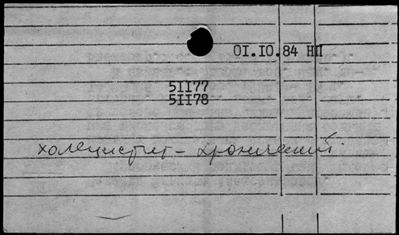 01.10.84 НП
51177
51178
холецистит - хронический.